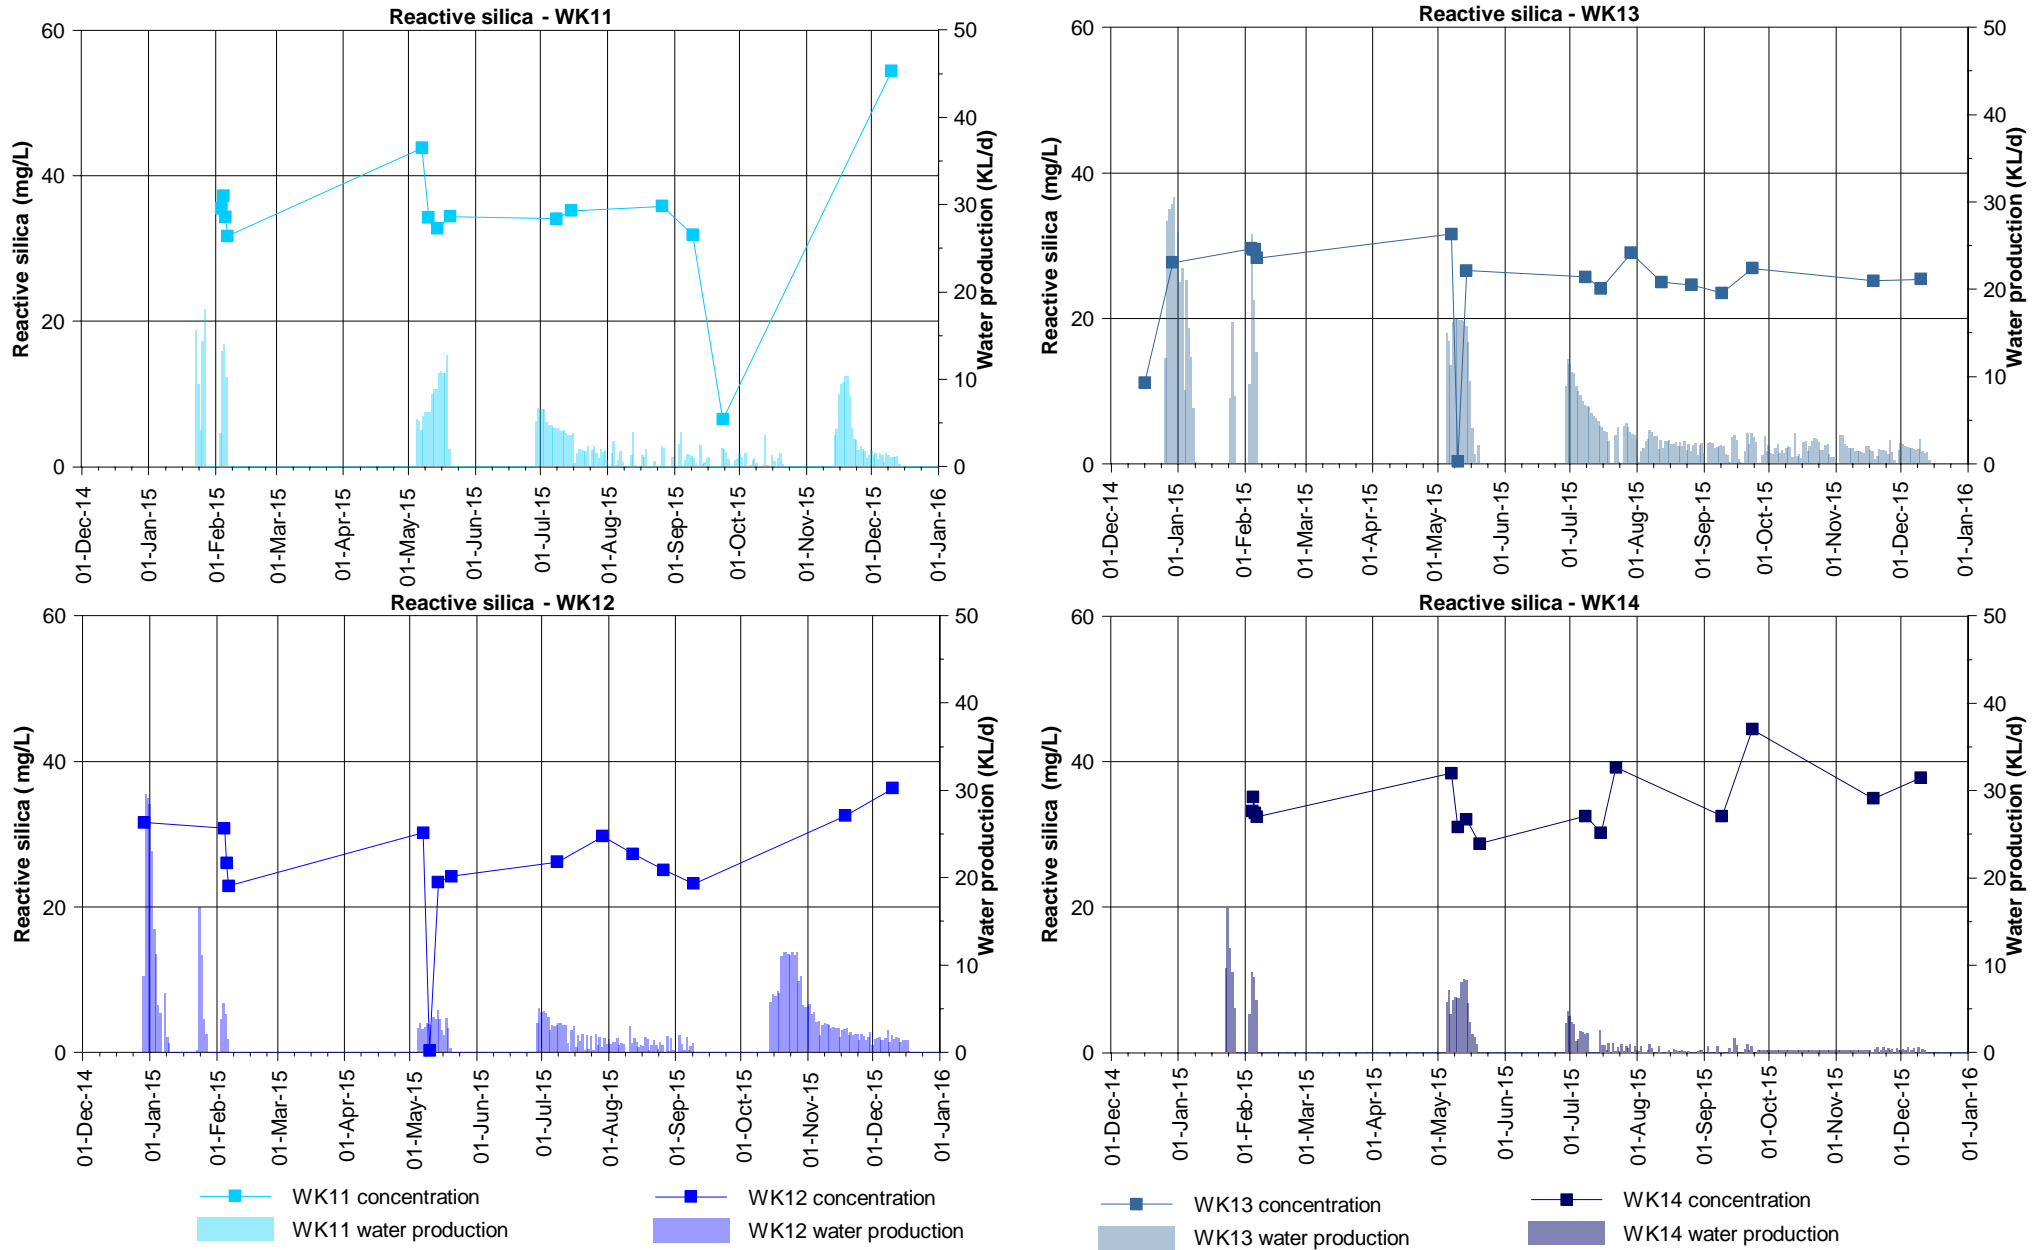 Reactive silica - WK11
60
40
20
0
Reactive silica (mg/L)
50
40
30
20
10
0
Water production (KL/d)
01-Dec-14
01-Jan-15
01-Feb-15
01-Mar-15
01-Apr-15
01-May-15
01-Jun-15
01-Jul-15
01-Aug-15
01-Sep-15
01-Oct-15
01-Nov-15
01-Dec-15
01-Jan-16
Reactive silica - WK13
60
40
20
0
Reactive silica (mg/L)
50
40
30
20
10
0
Water production (KL/d)
01-Dec-14
01-Jan-15
01-Feb-15
01-Mar-15
01-Apr-15
01-May-15
01-Jun-15
01-Jul-15
01-Aug-15
01-Sep-15
01-Oct-15
01-Nov-15
01-Dec-15
01-Jan-16
Reactive silica - WK12
60
40
20
0
Reactive silica ( mg/L)
50
40
30
20
10
0
Water production (KL/d)
01-Dec-14
01-Jan-15
01-Feb-15
01-Mar-15
01-Apr-15
01-May-15
01-Jun-15
01-Jul-15
01-Aug-15
01-Sep-15
01-Oct-15
01-Nov-15
01-Dec-15
01-Jan-16
Reactive silica - WK14
60
40
20
0
Reactive silica (mg/L)
50
40
30
20
10
0
Water production (KL/d)
01-Dec-14
01-Jan-15
01-Feb-15
01-Mar-15
01-Apr-15
01-May-15
01-Jun-15
01-Jul-15
01-Aug-15
01-Sep-15
01-Oct-15
01-Nov-15
01-Dec-15
01-Jan-16
WK11 concentration
WK11 water production
WK12 concentration
WK12 water production
WK13 concentration
WK13 water production
WK14 concentration
WK14 water production